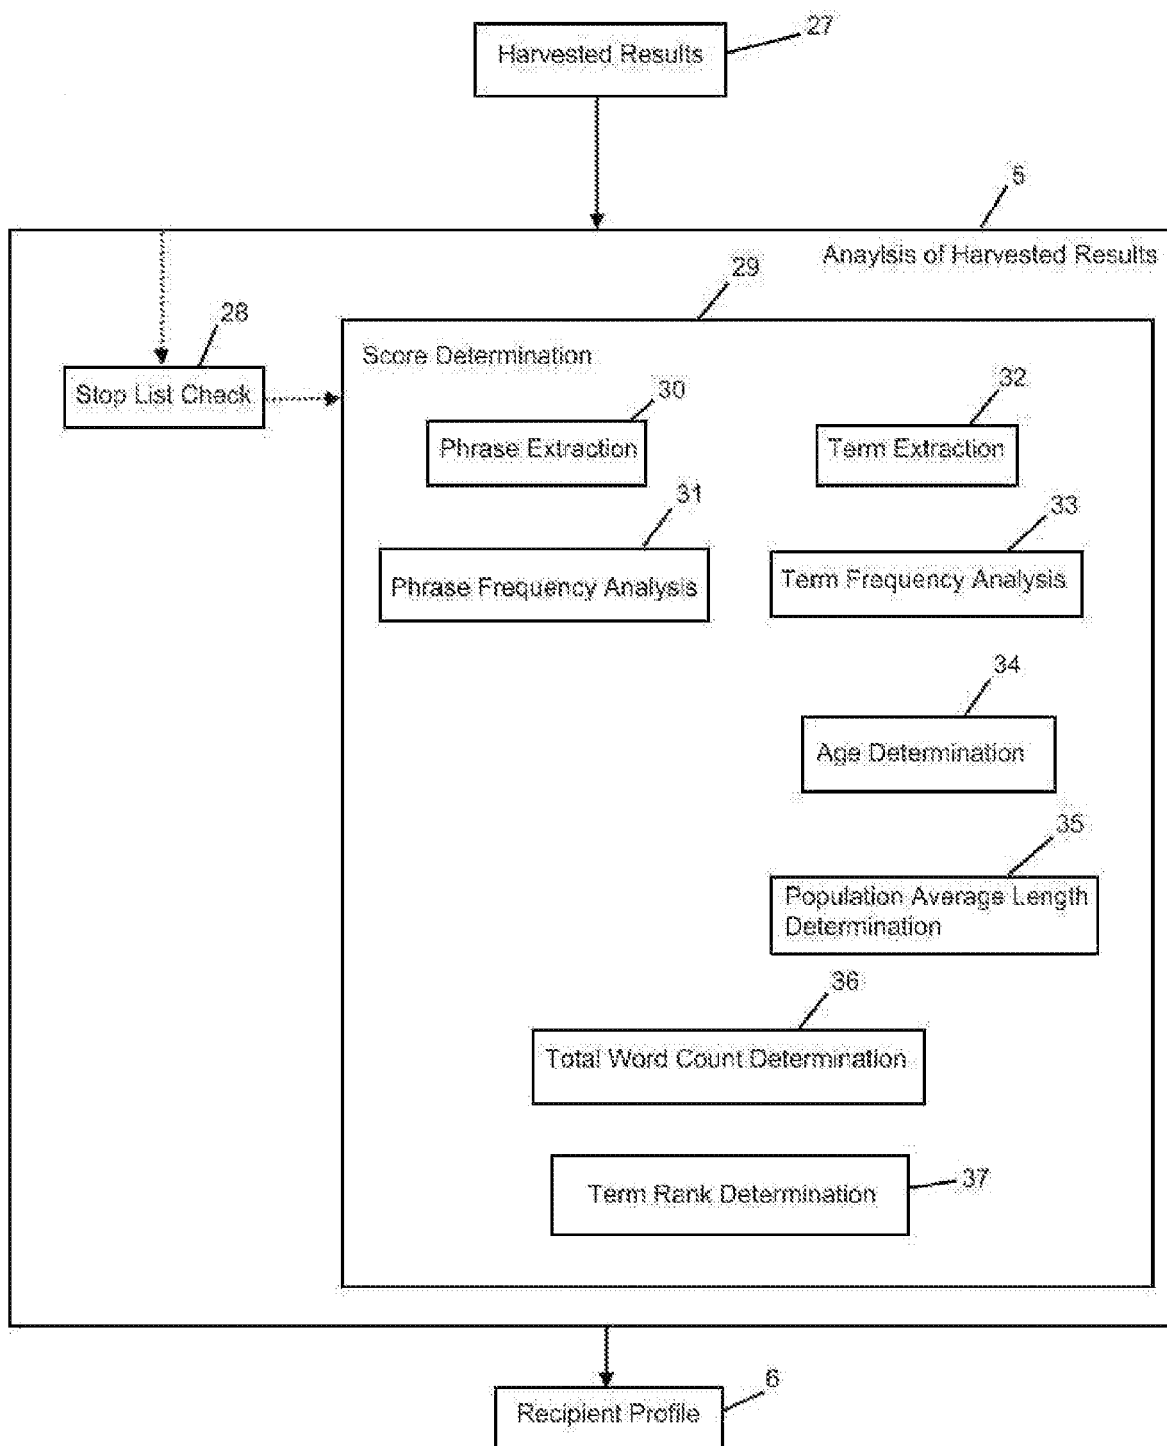 27
Harvested Results
5
Anaylsis of Harvested Results
29
28
Score Determination
Stop List Check
30
32
Phrase Extraction
Term Extraction
31
33
Phrase Frequency Analysis
Term Frequency Analysis
34
Age Determination
35
Population Average Length
Determination
36
Total Word Count Determination
Term Rank Determination
37
6
Recipient Profile